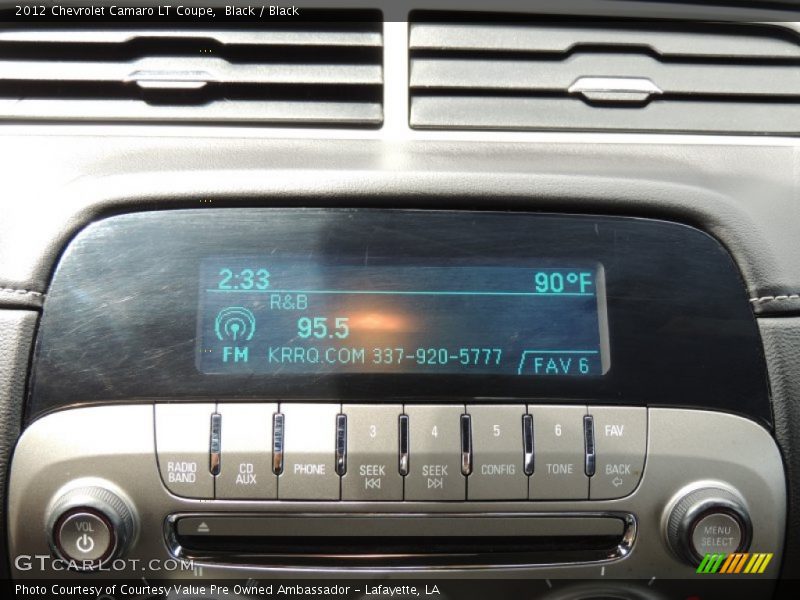 2012 Chevrolet Camaro LT Coupe,  Black / Black
2:33
90°F
R&B
95.5
FM
KRRQ.COM 337-920-5777
FAV 6
3
4
5
6
FAV
RADIO
BAND
CD
AUX
PHONE
SEEK
SEEK
CONFIG
TONE
BACK
VOL
MENU
SELECT
GTCARLOT.COM
Photo Courtesy of Courtesy Value Pre Owned Ambassador - Lafayette, LA